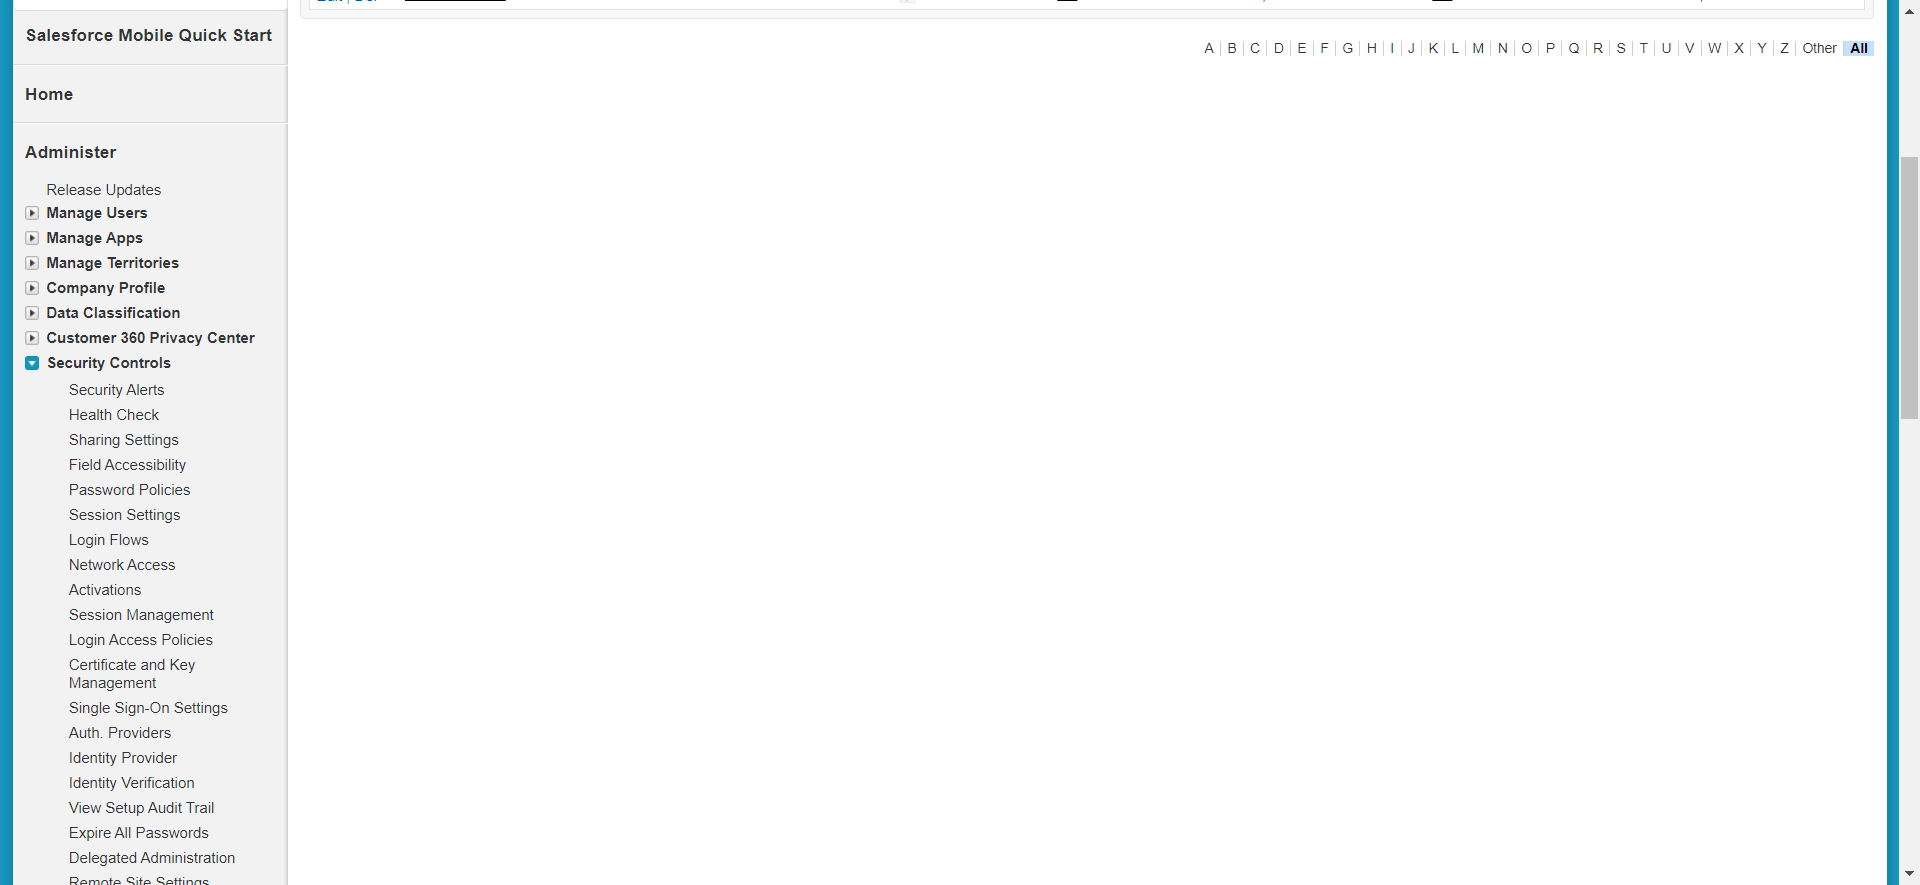 Salesforce Mobile Quick Start
A B C D E F G H I J K L M N O P Q R S T U V W X Y Z Other All
Home
Administer
Release Updates
Manage Users
Manage Apps
Manage Territories
Company Profile
Data Classification
Customer 360 Privacy Center
Security Controls
Security Alerts
Health Check
Sharing Settings
Field Accessibility
Password Policies
Session Settings
Login Flows
Network Access
Activations
Session Management
Login Access Policies
Certificate and Key
Management
Single Sign-On Settings
Auth. Providers
Identity Provider
Identity Verification
View Setup Audit Trail
Expire All Passwords
Delegated Administration
Remote Site Settings